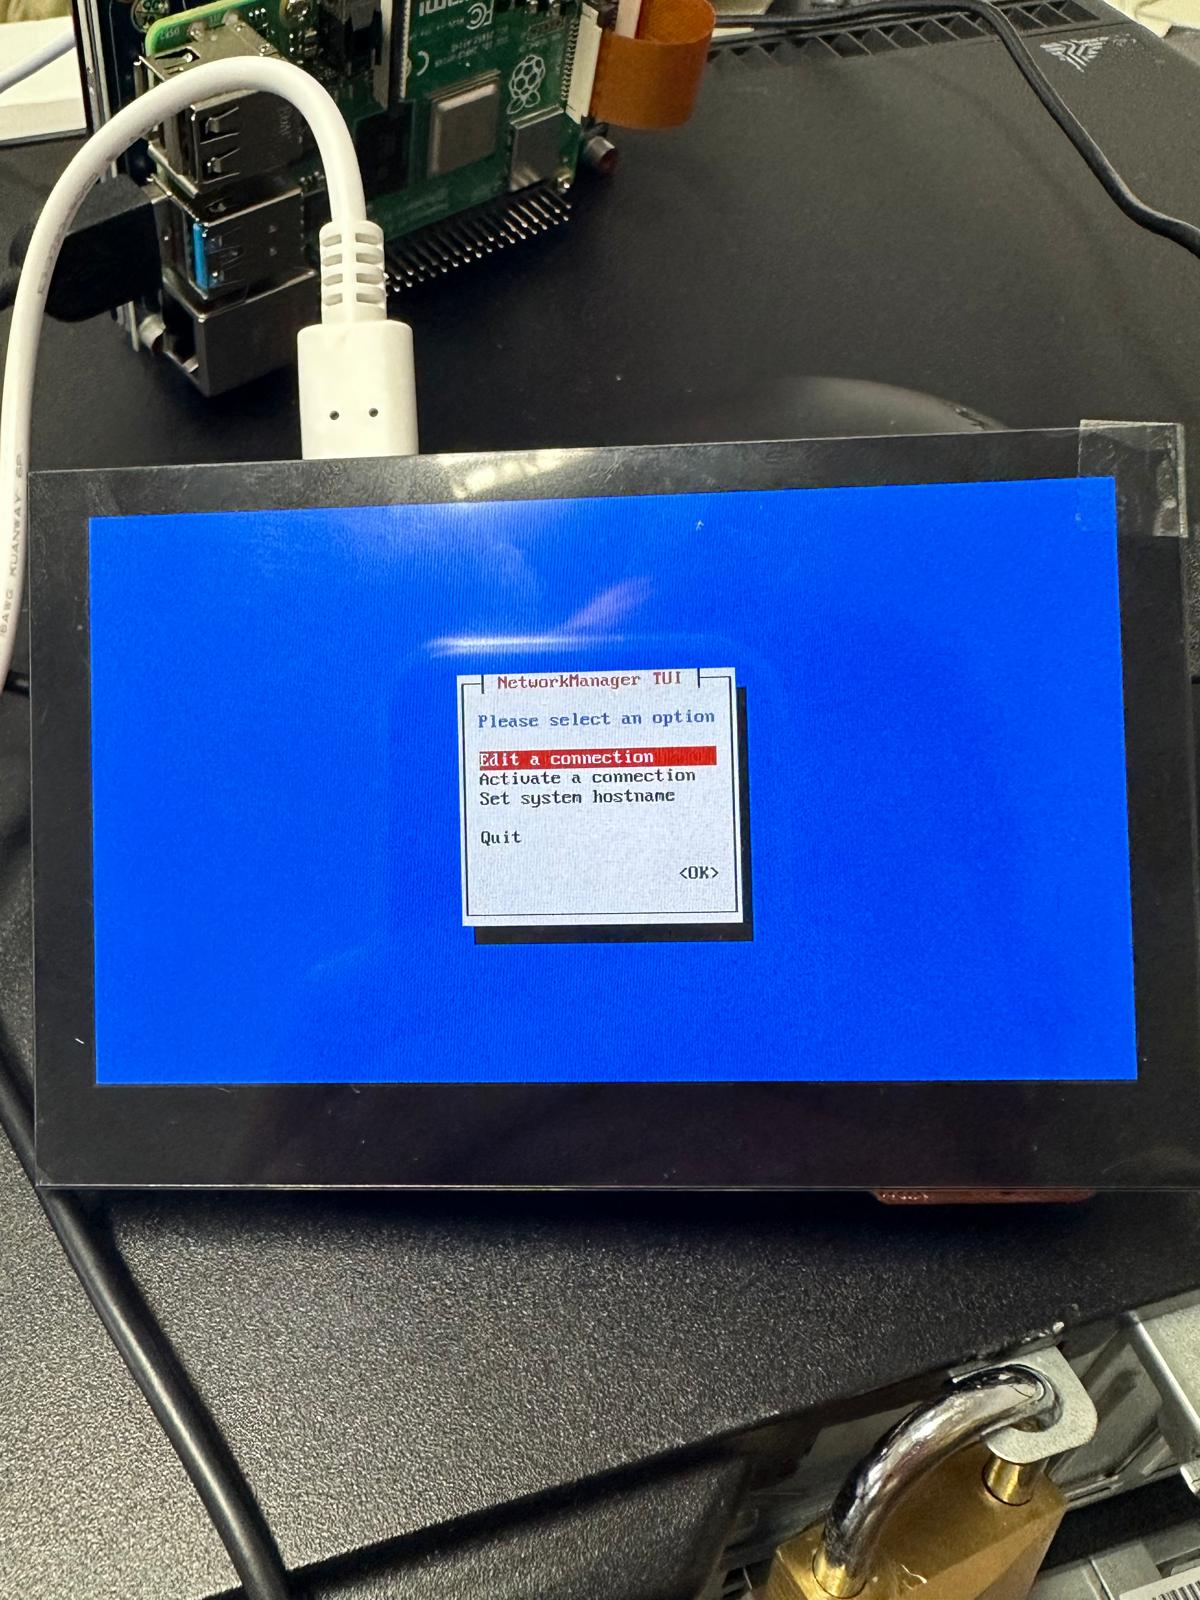 NetworkManager TUI
Please select an option
Edit a connection
Activate a connection
Set system hostname
Quit
<OK>